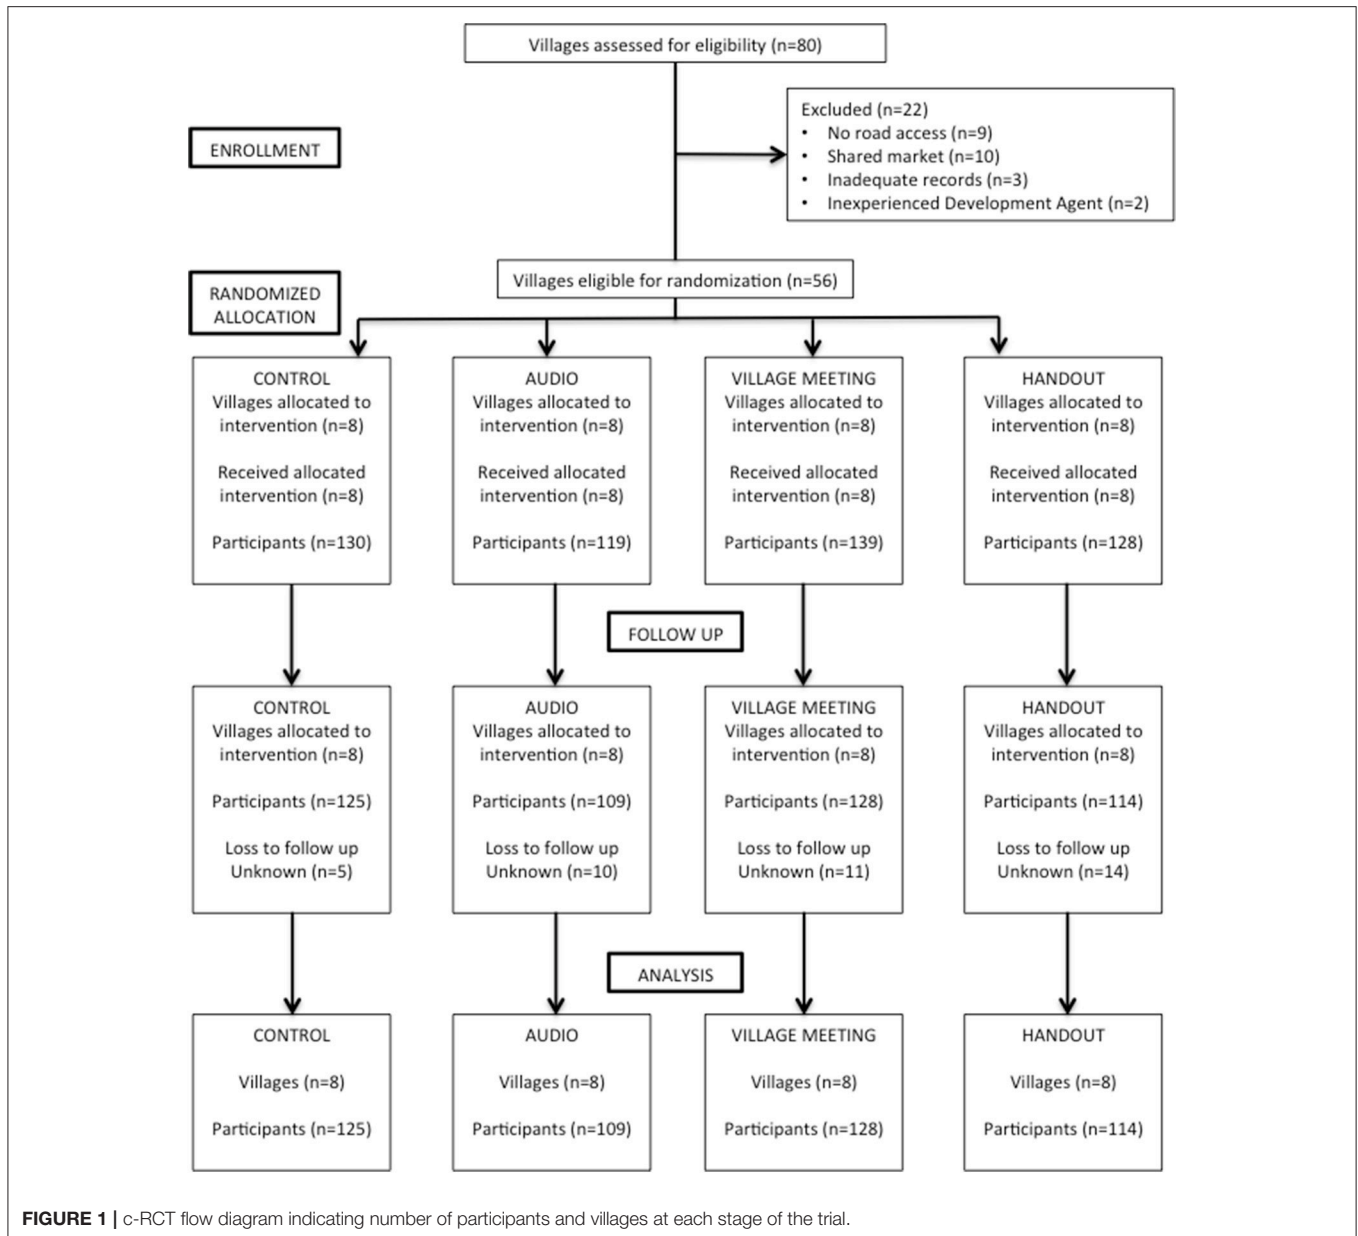 Villages assessed for eligibility (n=80)
Excluded (n=22)
• No road access (n=9)
• Shared market (n=10)
• Inadequate records (n=3)
• Inexperienced Development Agent (n=2)
ENROLLMENT
Villages eligible for randomization (n=56)
RANDOMIZED
ALLOCATION
CONTROL
Villages allocated to
intervention (n=8)
Received allocated
intervention (n=8)
Participants (n=130)
AUDIO
Villages allocated to
intervention (n=8)
Received allocated
intervention (n=8)
Participants (n=119)
VILLAGE MEETING
Villages allocated to
intervention (n=8)
Received allocated
intervention (n=8)
Participants (n=139)
HANDOUT
Villages allocated to
intervention (n=8)
Received allocated
intervention (n=8)
Participants (n=128)
FOLLOW UP
CONTROL
Villages allocated to
intervention (n=8)
Participants (n=125)
Loss to follow up
Unknown (n=5)
AUDIO
Villages allocated to
intervention (n=8)
Participants (n=109)
Loss to follow up
Unknown (n=10)
VILLAGE MEETING
Villages allocated to
intervention (n=8)
Participants (n=128)
Loss to follow up
Unknown (n=11)
HANDOUT
Villages allocated to
intervention (n=8)
Participants (n=114)
Loss to follow up
Unknown (n=14)
ANALYSIS
CONTROL
Villages (n=8)
Participants (n=125)
AUDIO
Villages (n=8)
Participants (n=109)
VILLAGE MEETING
Villages (n=8)
Participants (n=128)
HANDOUT
Villages (n=8)
Participants (n=114)
FIGURE 1 | c-RCT flow diagram indicating number of participants and villages at each stage of the trial.